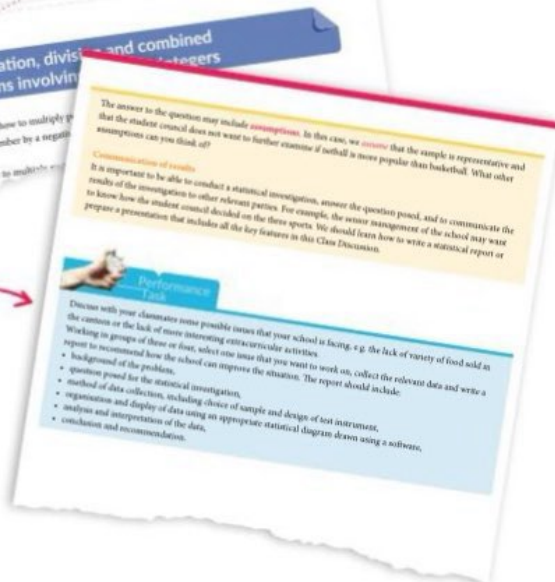 ation, divis and combined
ns involvin ntegers
how to multiply p
mber by a negativ
to multiply
The answer to the question may include assumptions. In this case, we assume that the sample is representative and
that the student council does not want to further examine if netball is more popular than basketball. What other
assumptions can you think of?
Communication of results
It is important to be able to conduct a statistical investigation, answer the question posed, and to communicate the
results of the investigation to other relevant parties. For example, the senior management of the school may want
to know how the student council decided on the three sports. We should learn how to write a statistical report or
prepare a presentation that includes all the key features in this Class Discussion.
Performance
Task
Discuss with your classmates some possible issues that your school is facing, e.g. the lack of variety of food sold in
the canteen or the lack of more interesting extracurricular activities.
Working in groups of three or four, select one issue that you want to work on, collect the relevant data and write a
report to recommend how the school can improve the situation. The report should include:
• background of the problem,
• question posed for the statistical investigation,
• method of data collection, including choice of sample and design of test instrument,
• organisation and display of data using an appropriate statistical diagram drawn using a software,
• analysis and interpretation of the data,
• conclusion and recommendation.